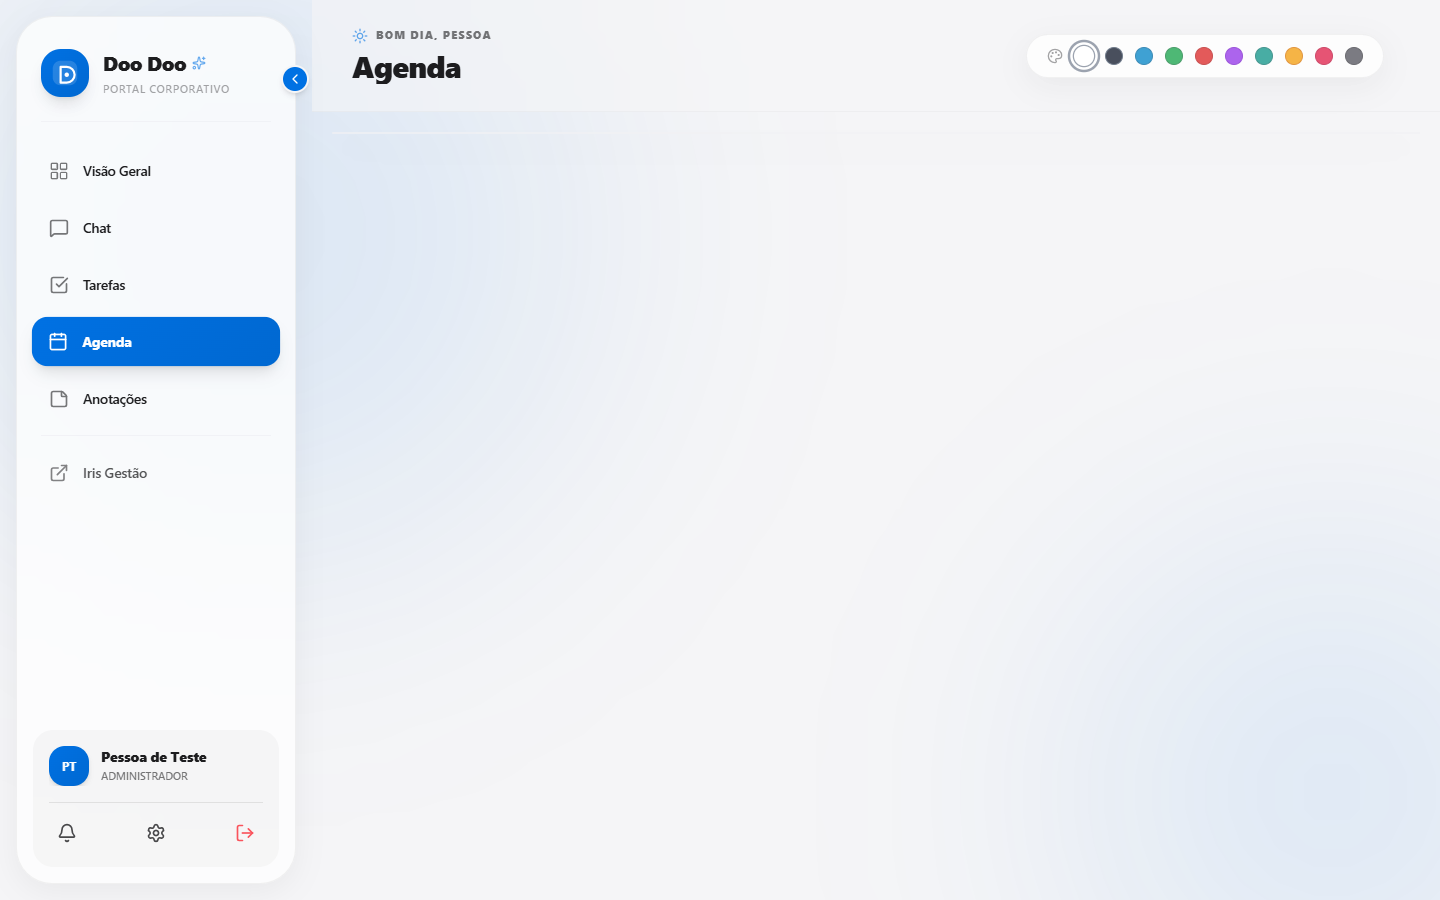 Doo Doo
PORTAL CORPORATIVO
Visão Geral
Chat
Tarefas
Agenda
Anotações
Iris Gestão
PT
Pessoa de Teste
ADMINISTRADOR
BOM DIA, PESSOA
Agenda